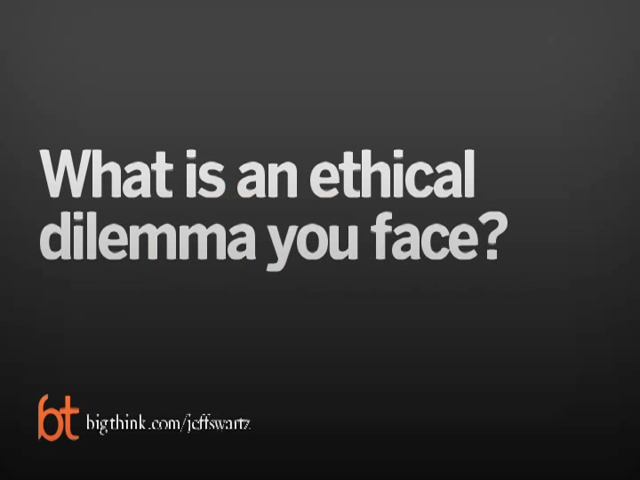 What is an ethical
dilemma you face?
bt bigthink.com/jeffswartz